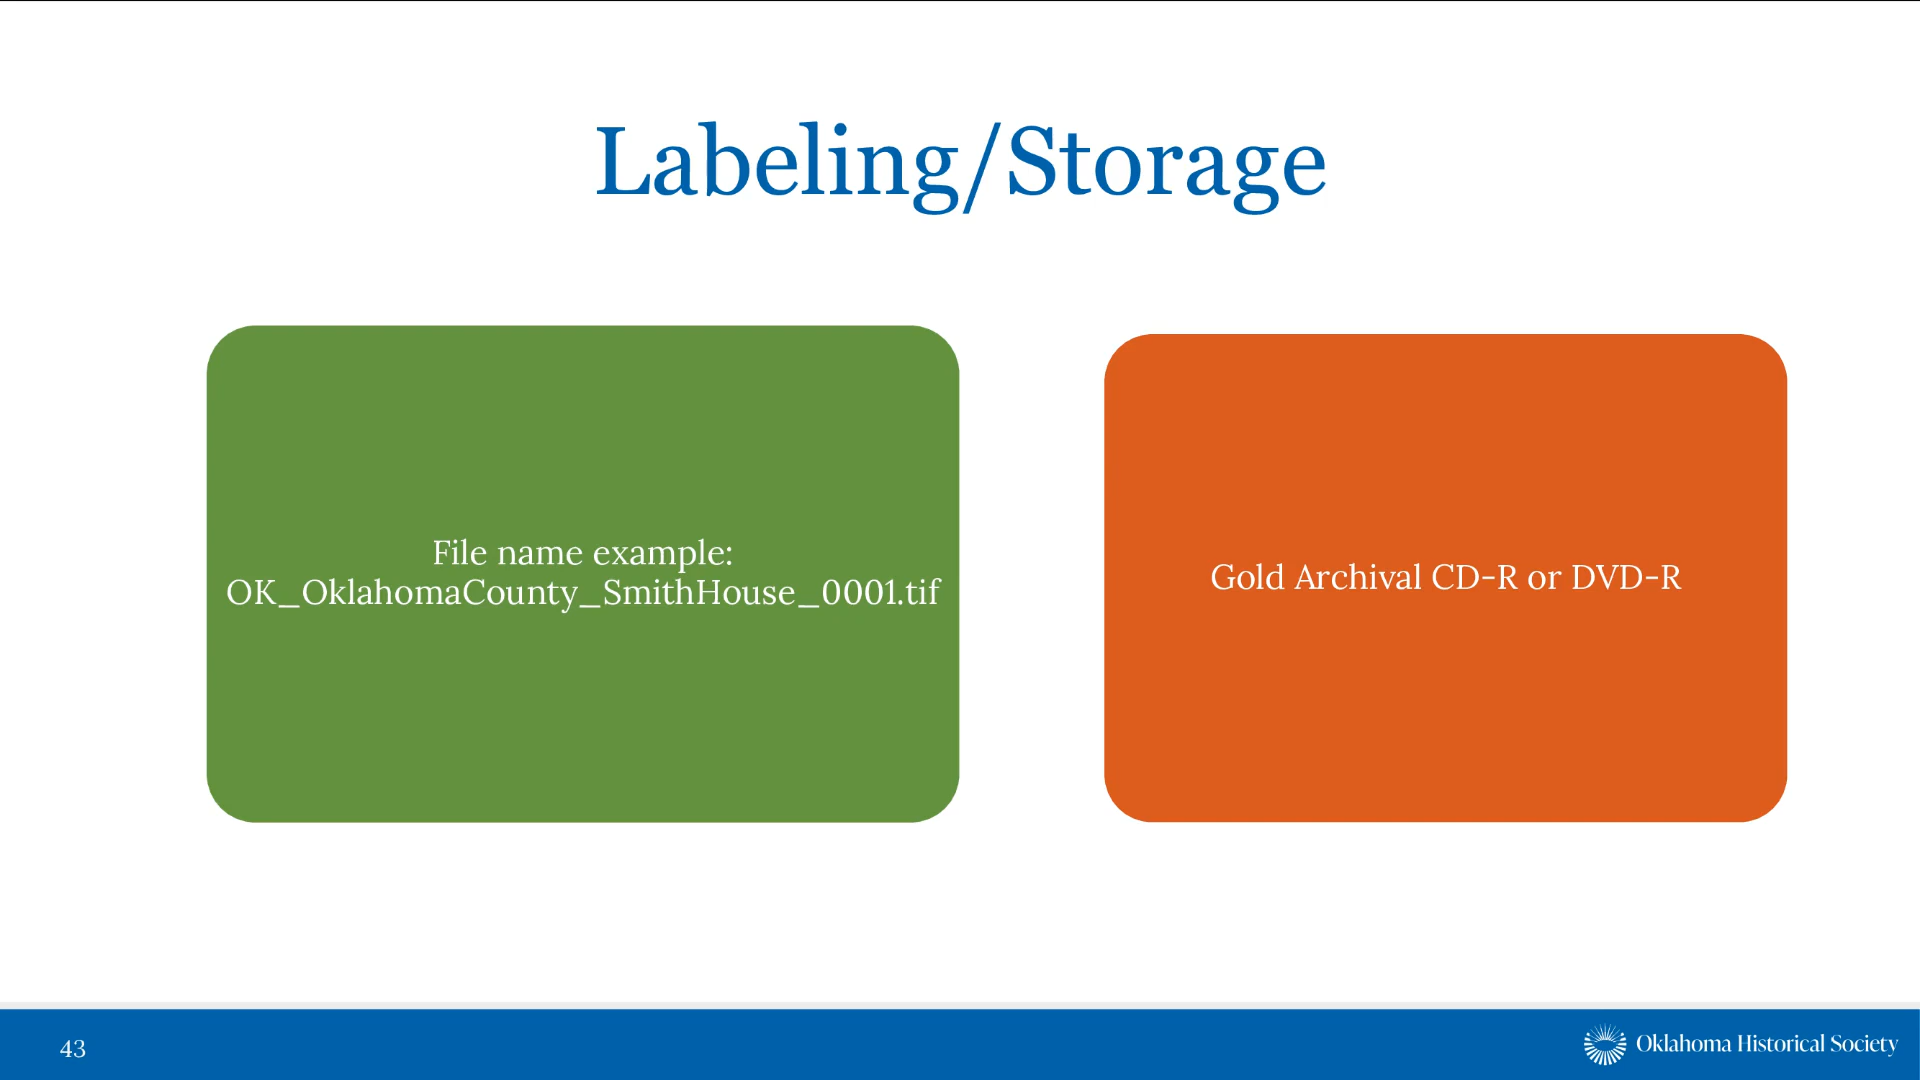 Labeling/Storage
File name example:
OK_OklahomaCounty_SmithHouse_0001.tif
Gold Archival CD-R or DVD-R
43
Oklahoma Historical Society